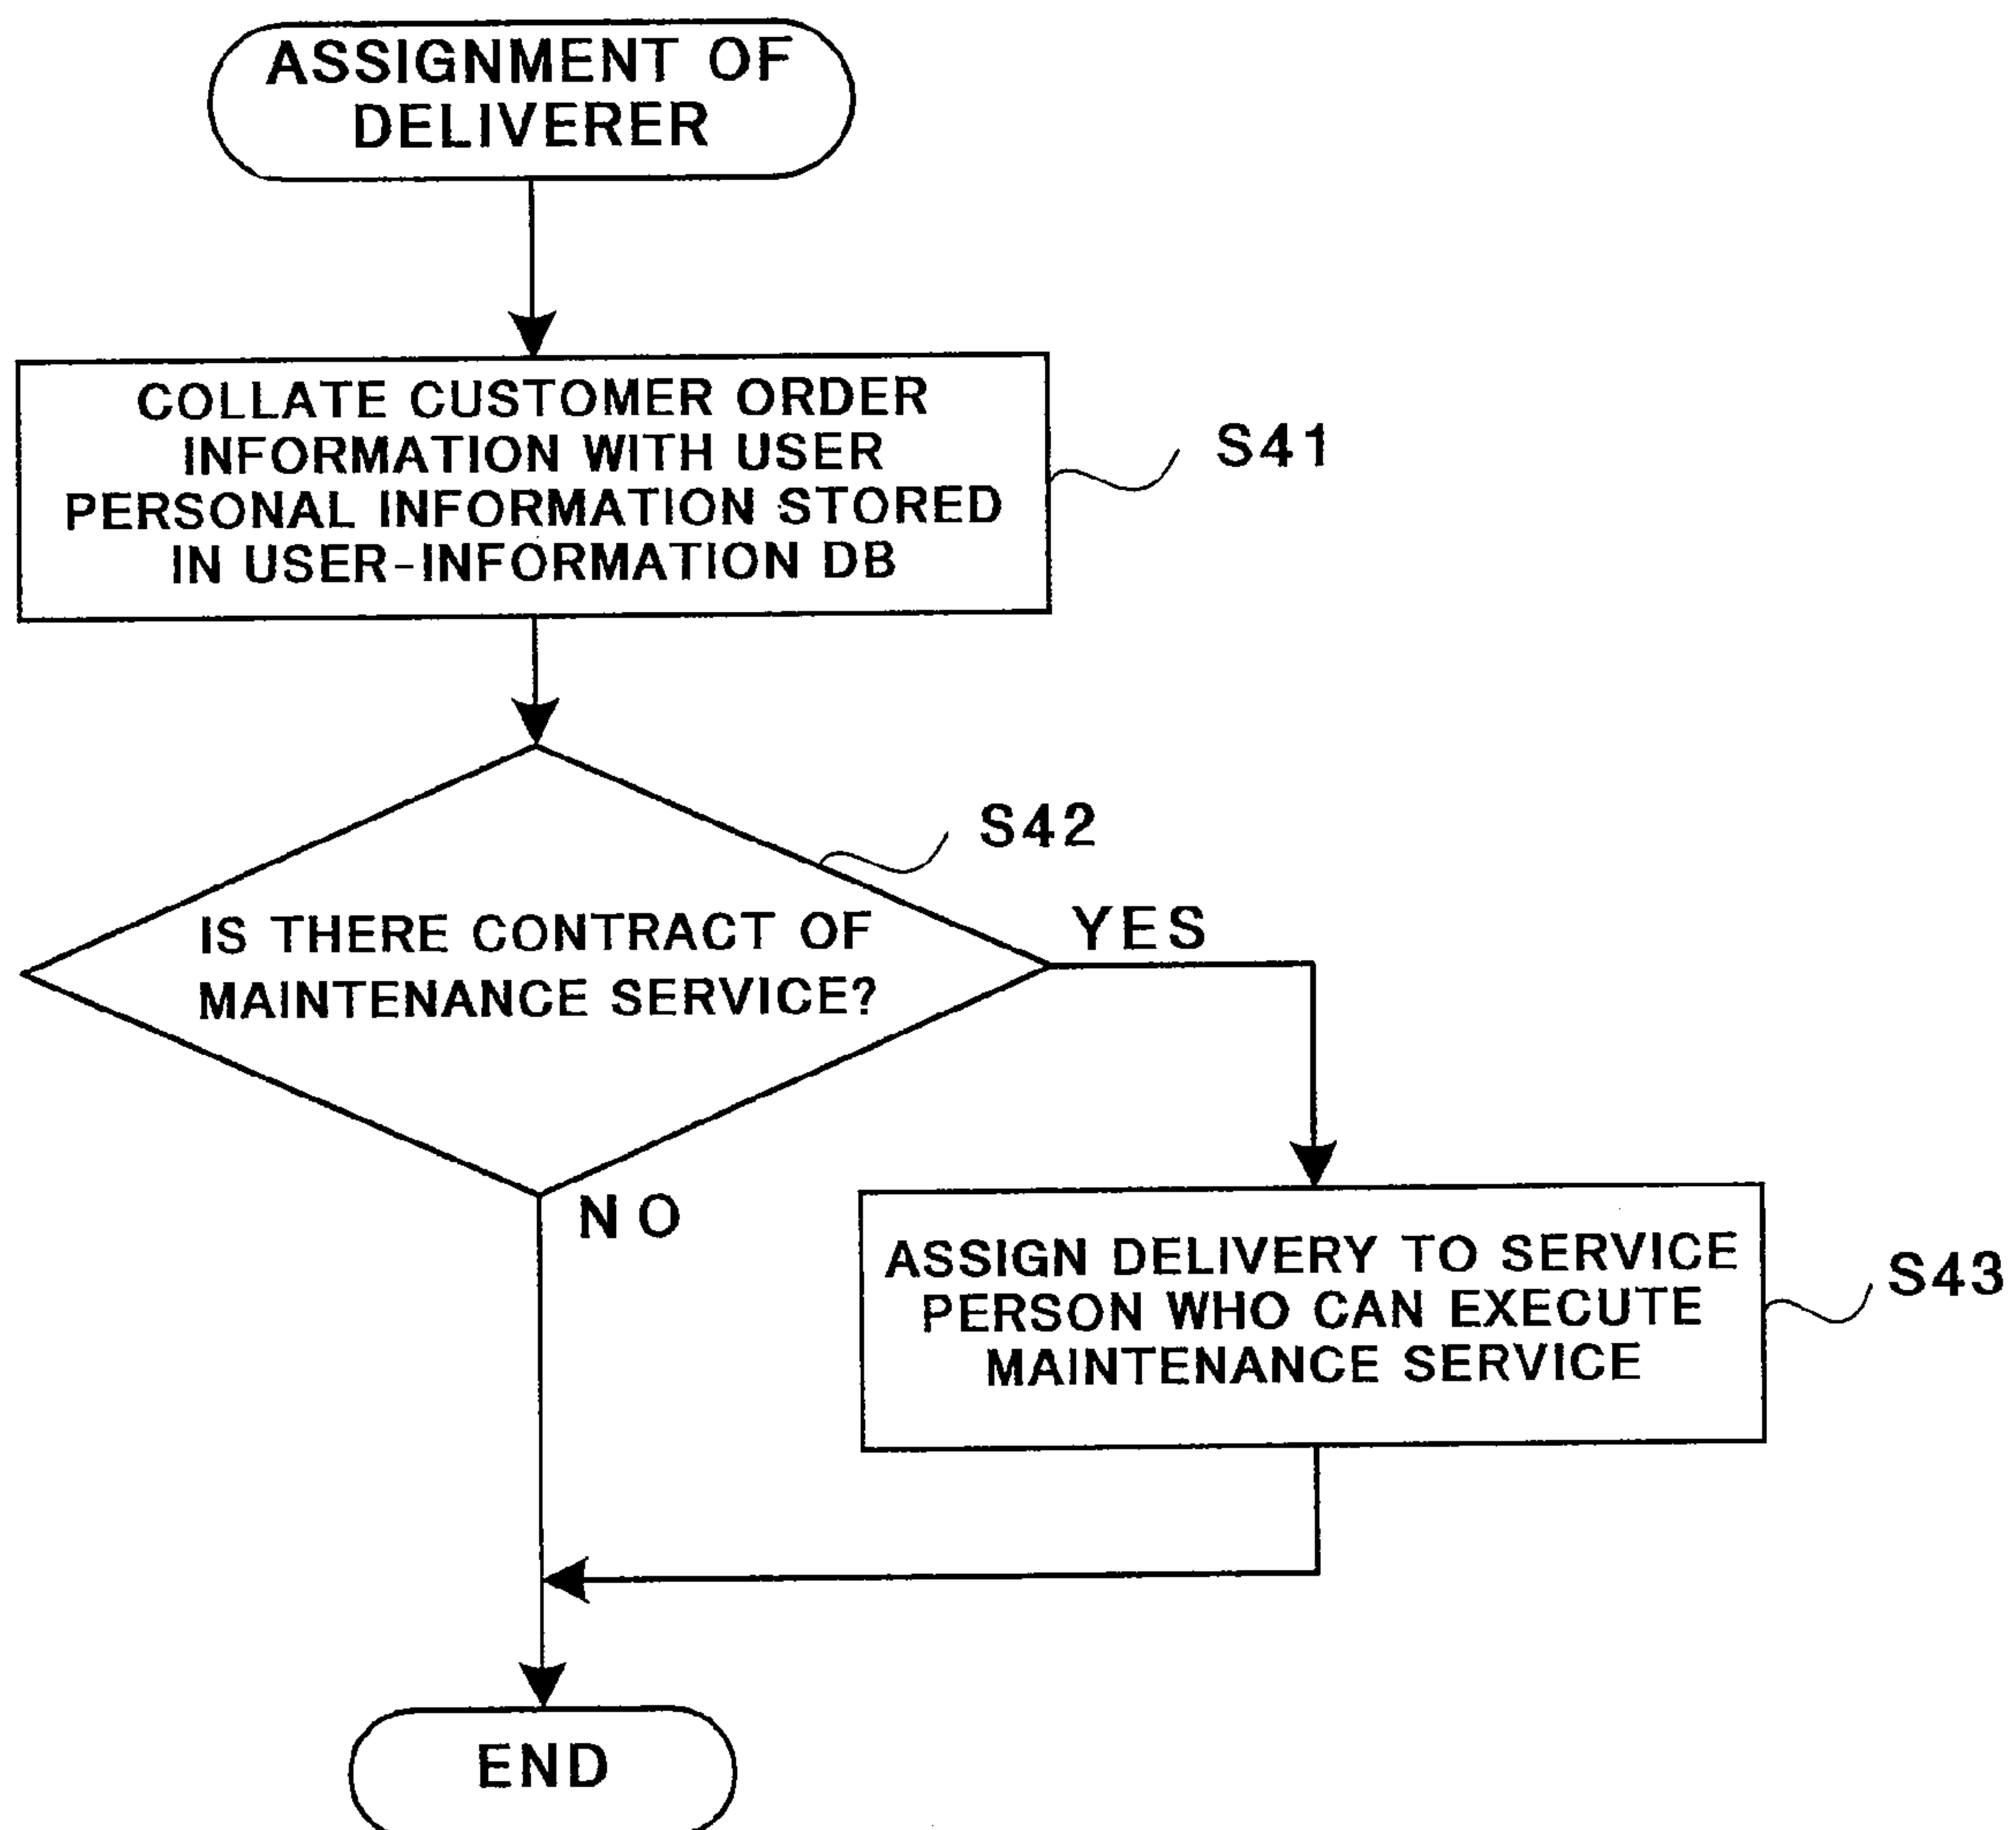 ASSIGNMENT OF
DELIVERER
COLLATE CUSTOMER ORDER
INFORMATION WITH USER
PERSONAL INFORMATION STORED
IN USER-INFORMATION DB
S41
S42
IS THERE CONTRACT OF
MAINTENANCE SERVICE?
YES
NO
ASSIGN DELIVERY TO SERVICE
PERSON WHO CAN EXECUTE
MAINTENANCE SERVICE
S43
END